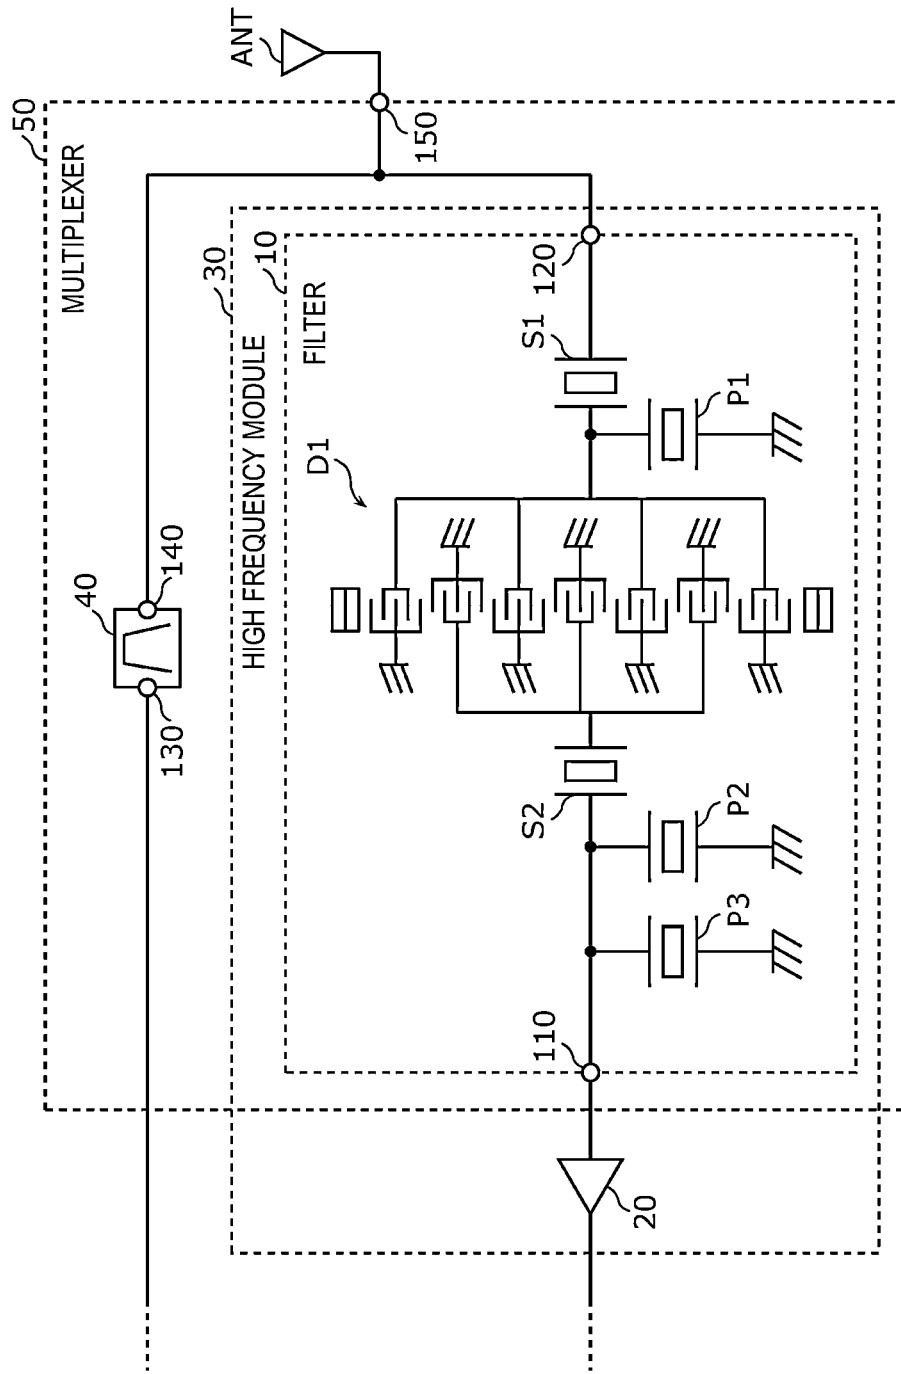 50
MULTIPLEXER
ANT
150
40
140
130
30
HIGH FREQUENCY MODULE
10
FILTER
120
S1
P1
D1
S2
P2
P3
110
20